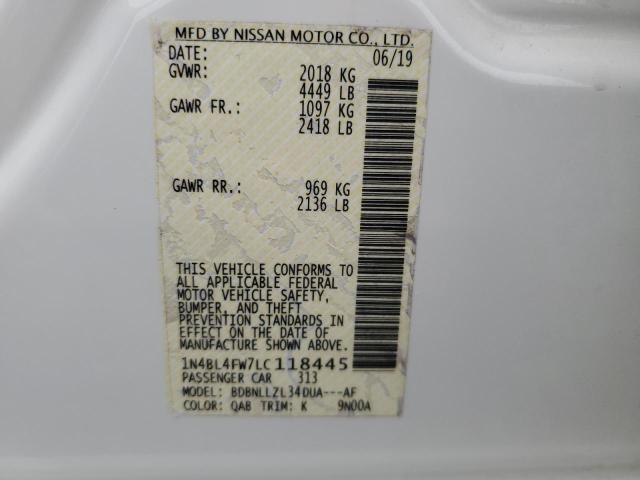 MFD BY NISSAN MOTOR CO., LTD.
DATE: 06/19
GVWR: 2018 KG
4449 LB
GAWR FR.: 1097 KG
2418 LB
GAWR RR.: 969 KG
2136 LB
THIS VEHICLE CONFORMS TO
ALL APPLICABLE FEDERAL
MOTOR VEHICLE SAFETY,
BUMPER, AND THEFT
PREVENTION STANDARDS IN
EFFECT ON THE DATE OF
MANUFACTURE SHOWN ABOVE.
1N4BL4FW7LC118445
PASSENGER CAR 313
MODEL: BDBNLLZL34DUA---AF
COLOR: QAB TRIM: K 9N00A